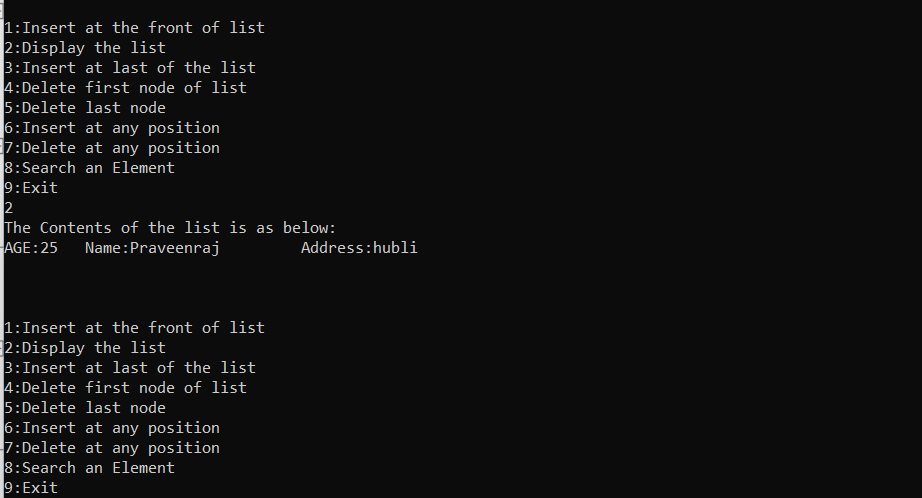 1:Insert at the front of list
2:Display the list
3:Insert at last of the list
4:Delete first node of list
5:Delete last node
6:Insert at any position
7:Delete at any position
8:Search an Element
9:Exit
2
The Contents of the list is as below:
AGE:25   Name:Praveenraj         Address:hubli
1:Insert at the front of list
2:Display the list
3:Insert at last of the list
4:Delete first node of list
5:Delete last node
6:Insert at any position
7:Delete at any position
8:Search an Element
9:Exit